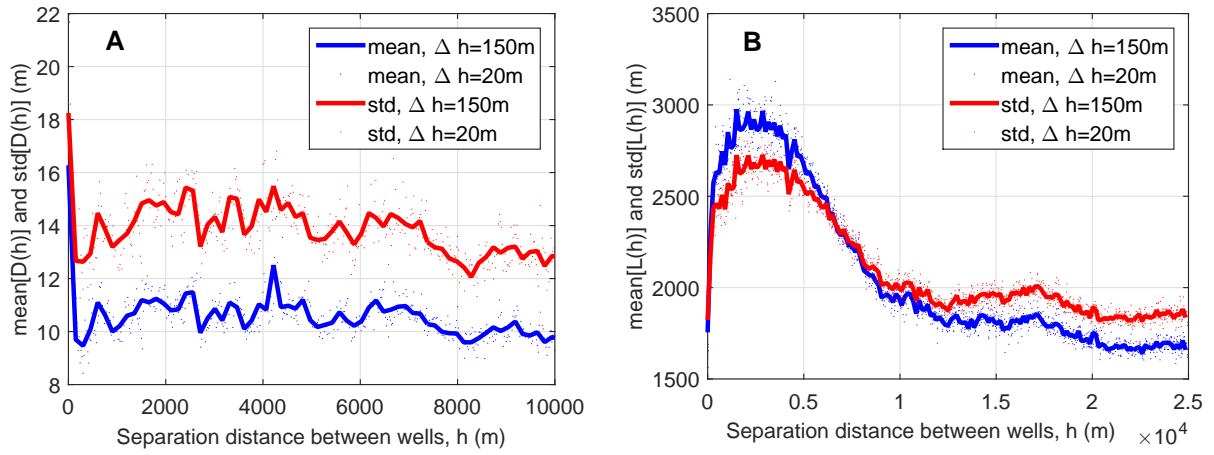 A
mean[D(h)] and std[D(h)] (m)
22
20
18
16
14
12
10
8
mean, Δ h=150m
mean, Δ h=20m
std, Δ h=150m
std, Δ h=20m
0 2000 4000 6000 8000 10000
Separation distance between wells, h (m)
B
mean[L(h)] and std[L(h)] (m)
3500
3000
2500
2000
1500
mean, Δ h=150m
mean, Δ h=20m
std, Δ h=150m
std, Δ h=20m
0 0.5 1 1.5 2 2.5
Separation distance between wells, h (m) ×10⁴